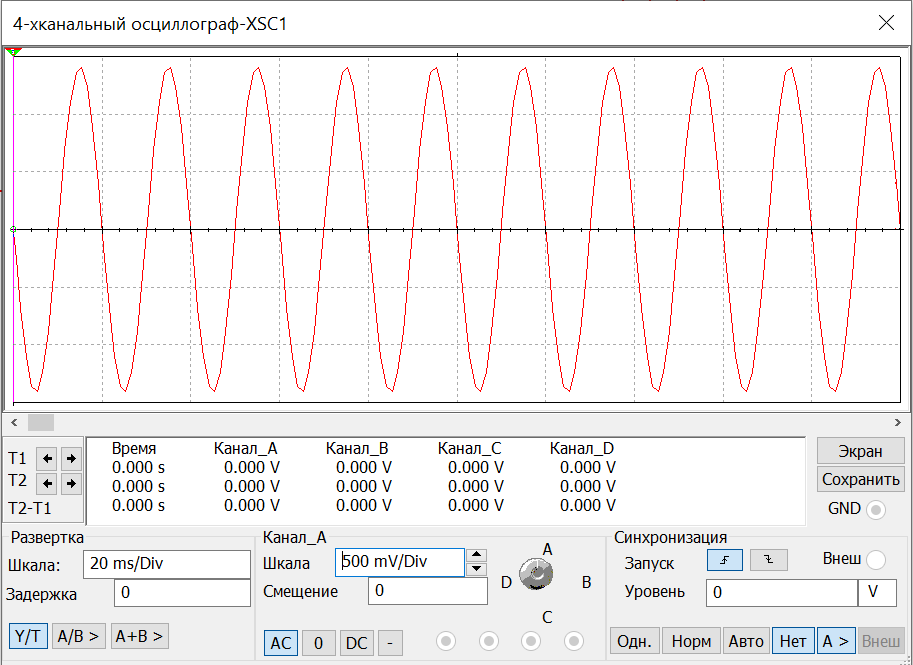 4-хканальный осциллограф-XSC1
Время Канал_A Канал_B Канал_C Канал_D
T1 0.000 s 0.000 V 0.000 V 0.000 V 0.000 V
T2 0.000 s 0.000 V 0.000 V 0.000 V 0.000 V
T2-T1 0.000 s 0.000 V 0.000 V 0.000 V 0.000 V
Экран
Сохранить
GND
Развертка
Шкала: 20 ms/Div
Задержка 0
Y/T A/B > A+B >
Канал_A
Шкала 500 mV/Div
Смещение 0
AC 0 DC -
A
D B
C
Синхронизация
Запуск Внеш
Уровень 0 V
Одн. Норм Авто Нет A > Внеш